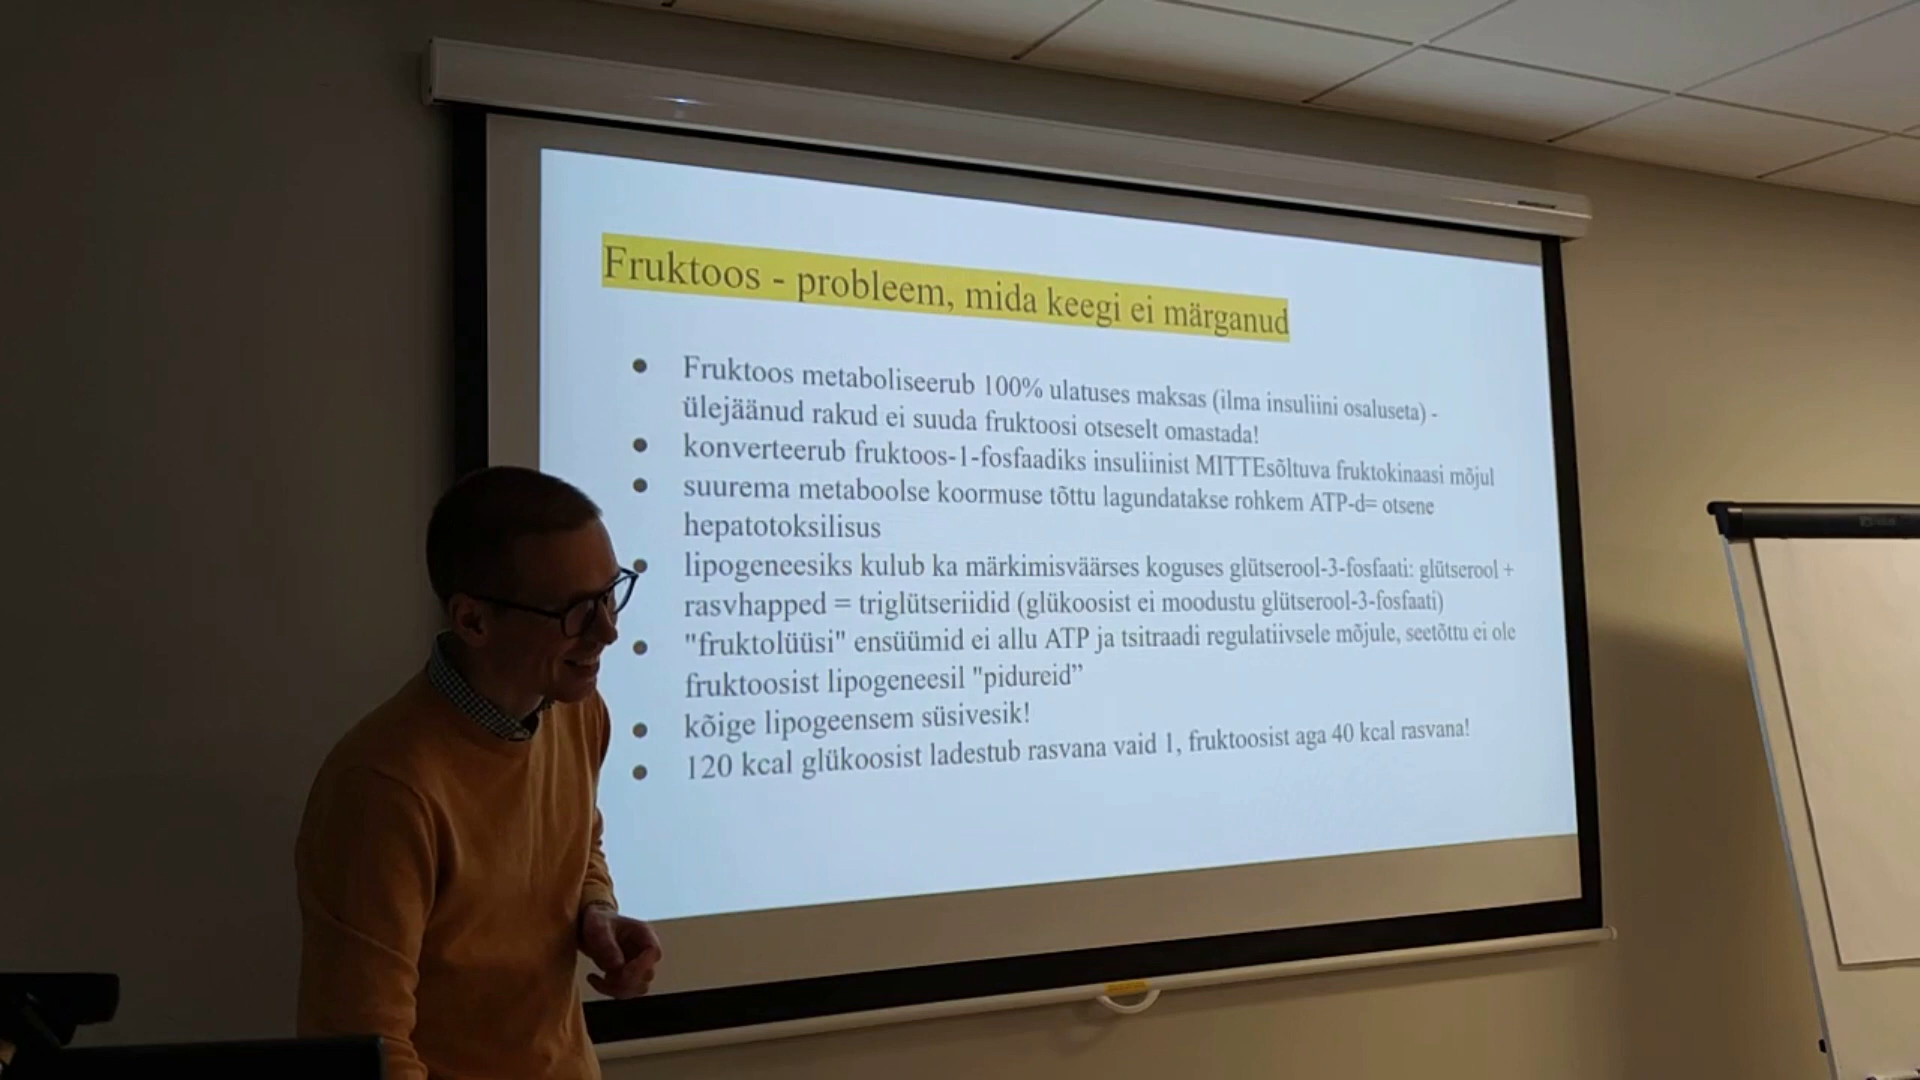 Fruktoos - probleem, mida keegi ei märganud
● Fruktoos metaboliseerub 100% ulatuses maksas (ilma insuliini osaluseta) -
ülejäänud rakud ei suuda fruktoosi otseselt omastada!
● konverteerub fruktoos-1-fosfaadiks insuliinist MITTEsõltuva fruktokinaasi mõjul
● suurema metaboolse koormuse tõttu lagundatakse rohkem ATP-d= otsene
hepatotoksilisus
● lipogeneesiks kulub ka märkimisväärses koguses glütserool-3-fosfaati: glütserool +
rasvhapped = triglütseriidid (glükoosist ei moodustu glütserool-3-fosfaati)
● "fruktolüüsi" ensüümid ei allu ATP ja tsitraadi regulatiivsele mõjule, seetõttu ei ole
fruktoosist lipogeneesil "pidureid”
● kõige lipogeensem süsivesik!
● 120 kcal glükoosist ladestub rasvana vaid 1, fruktoosist aga 40 kcal rasvana!